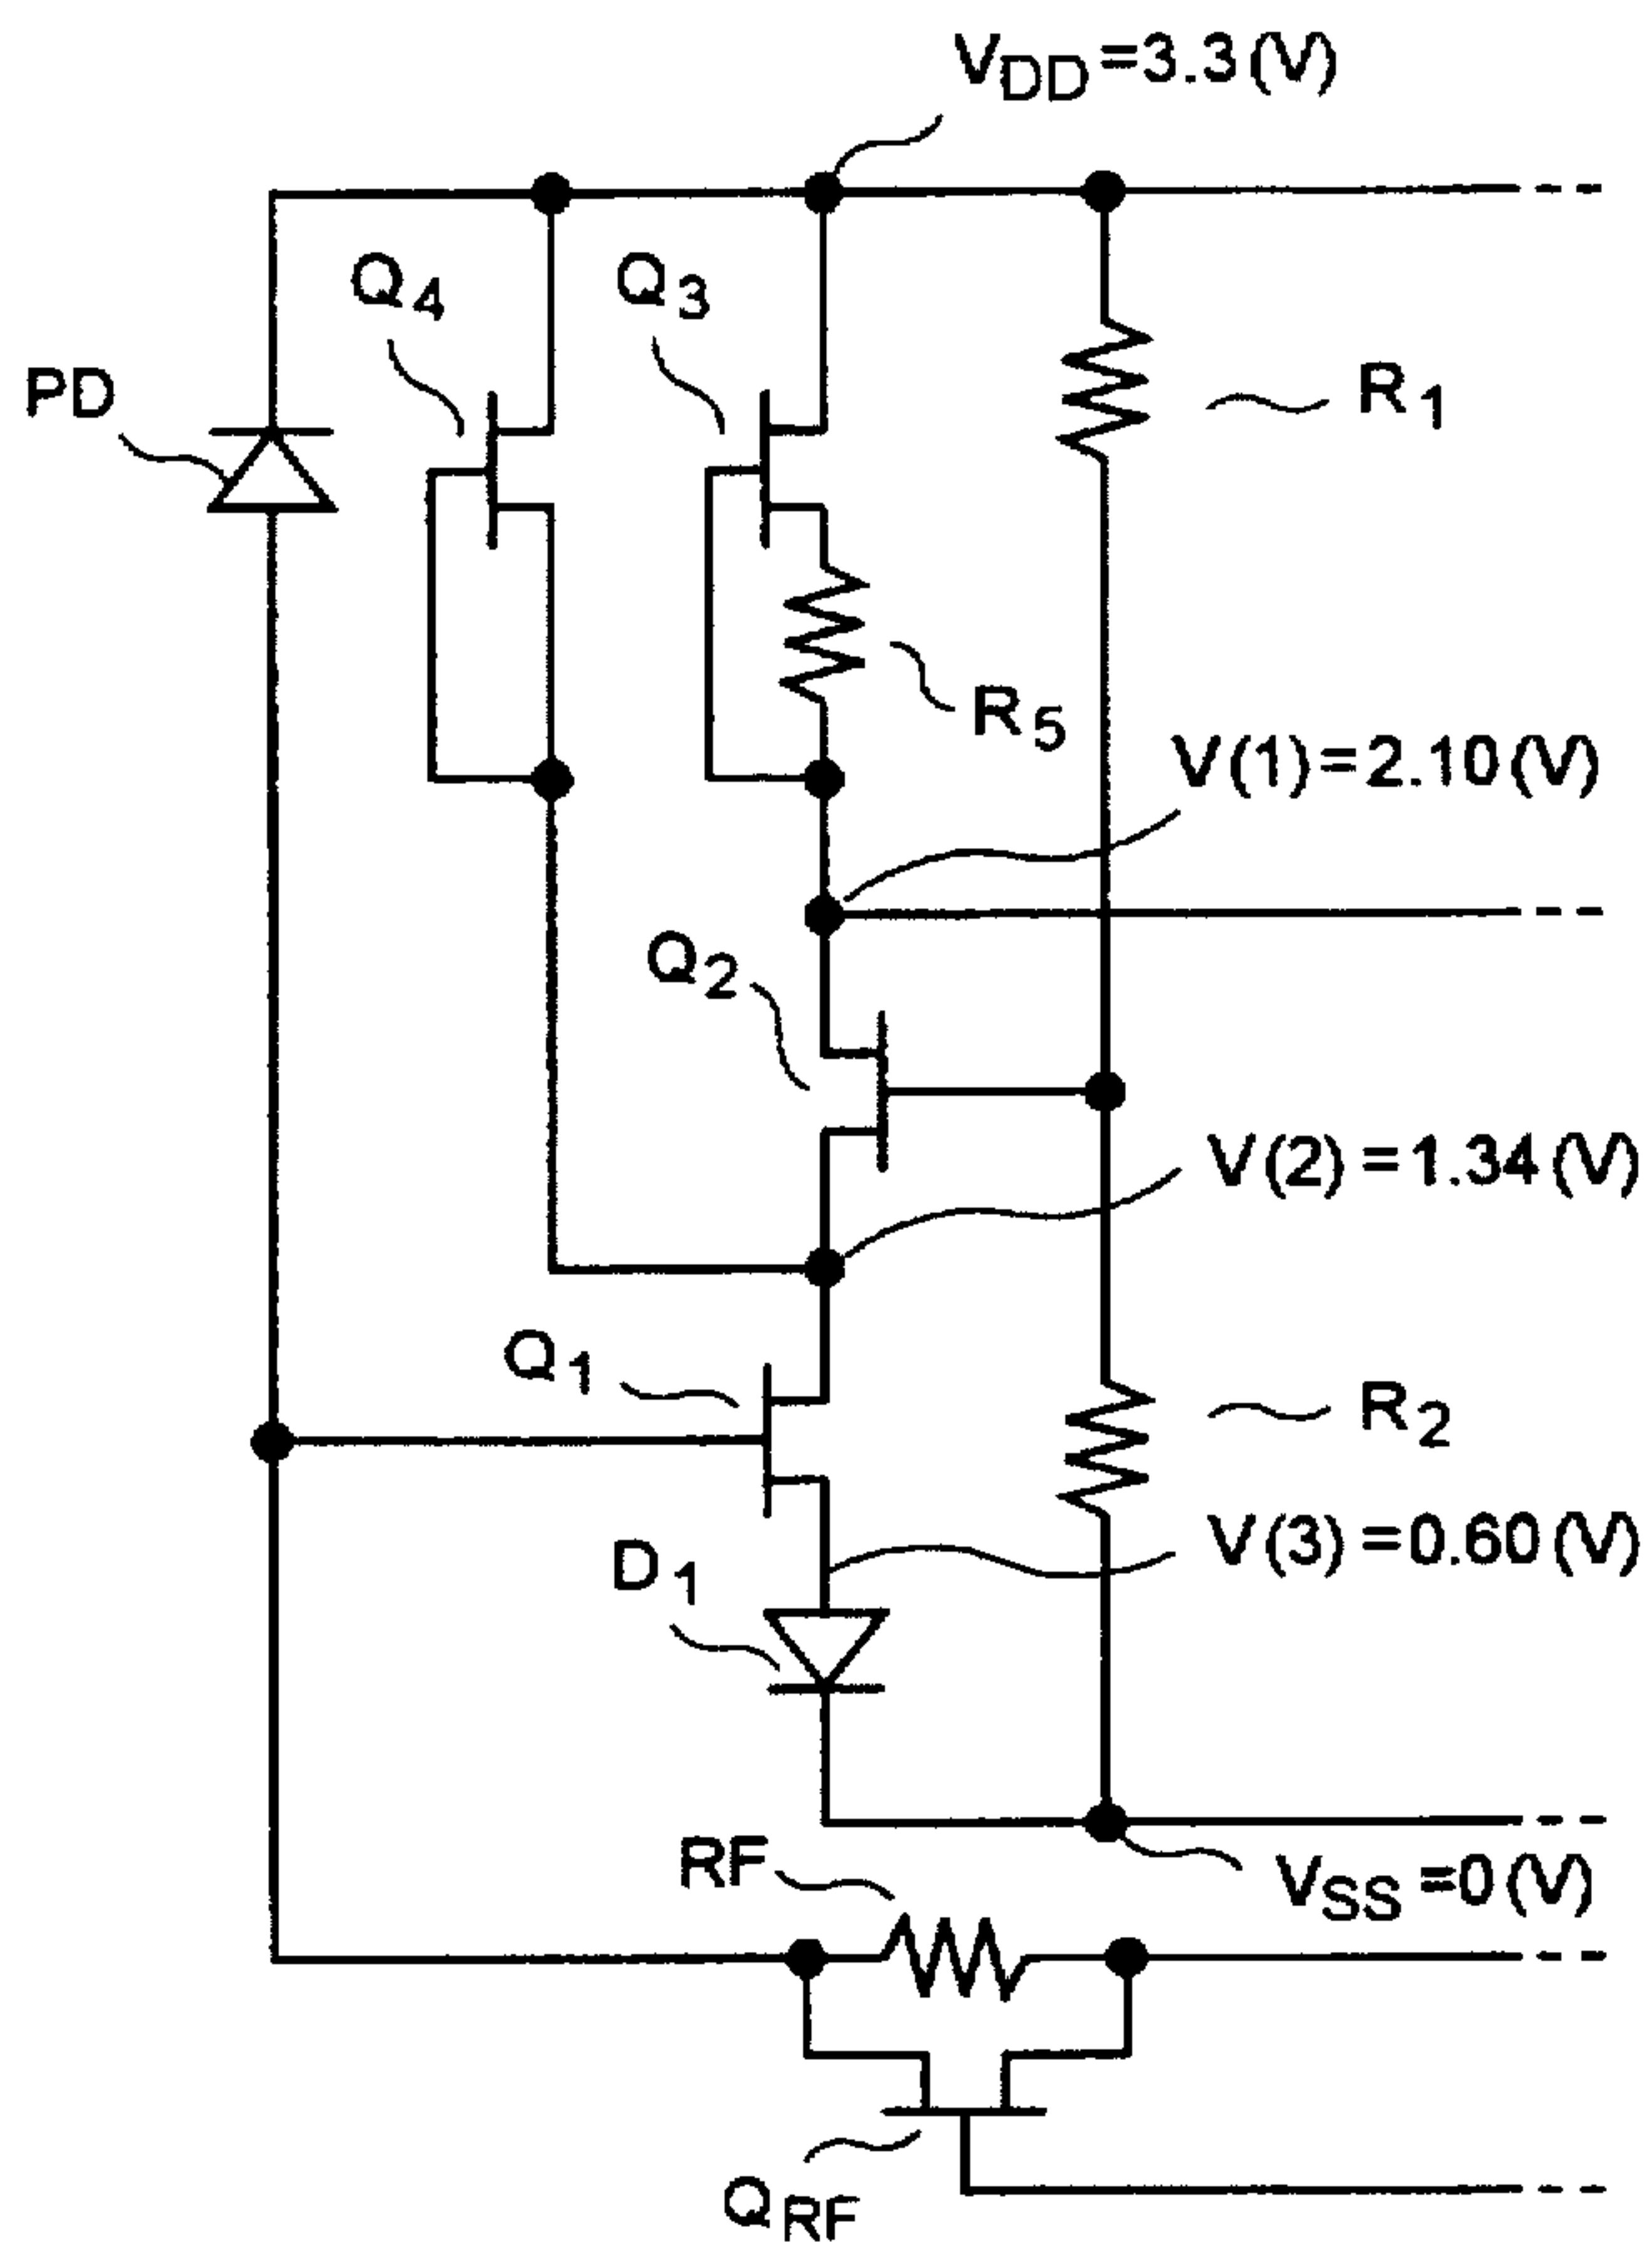 VDD=3.3(V)
Q4
Q3
PD
R1
R5
V(1)=2.10(V)
Q2
V(2)=1.34(V)
Q1
R2
V(3)=0.60(V)
D1
RF
VSS=0(V)
QRF